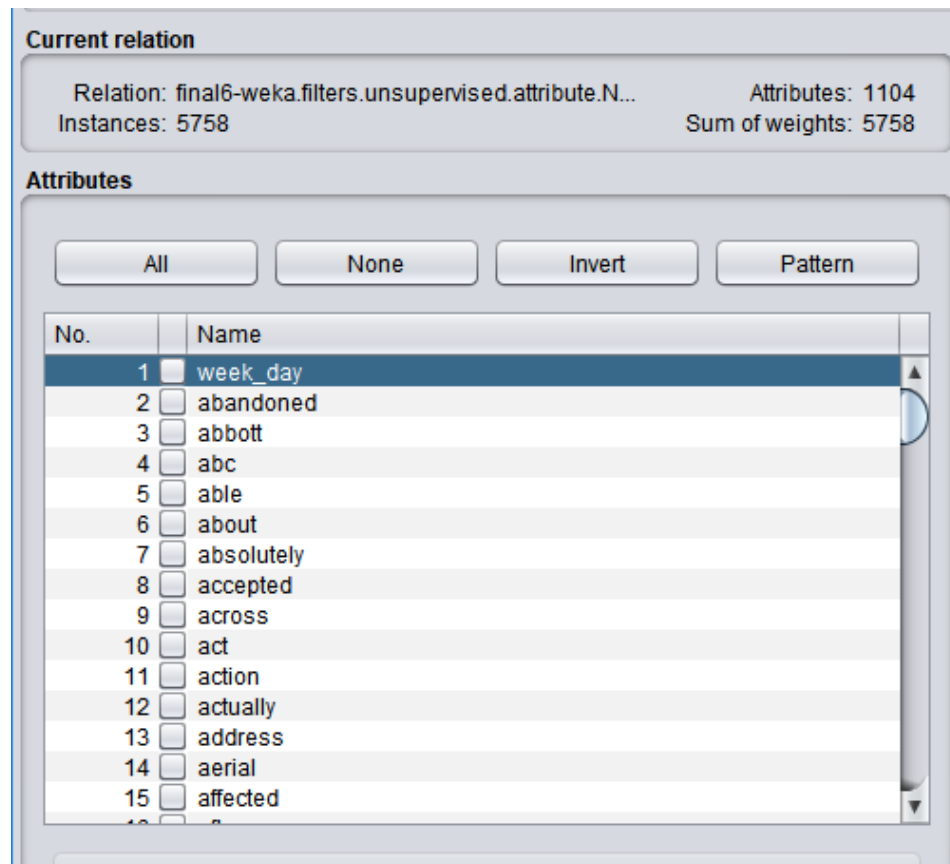 Current relation
Relation: final6-weka.filters.unsupervised.attribute.N... Attributes: 1104
Instances: 5758 Sum of weights: 5758
Attributes
All None Invert Pattern
No. Name
1 week_day
2 abandoned
3 abbott
4 abc
5 able
6 about
7 absolutely
8 accepted
9 across
10 act
11 action
12 actually
13 address
14 aerial
15 affected